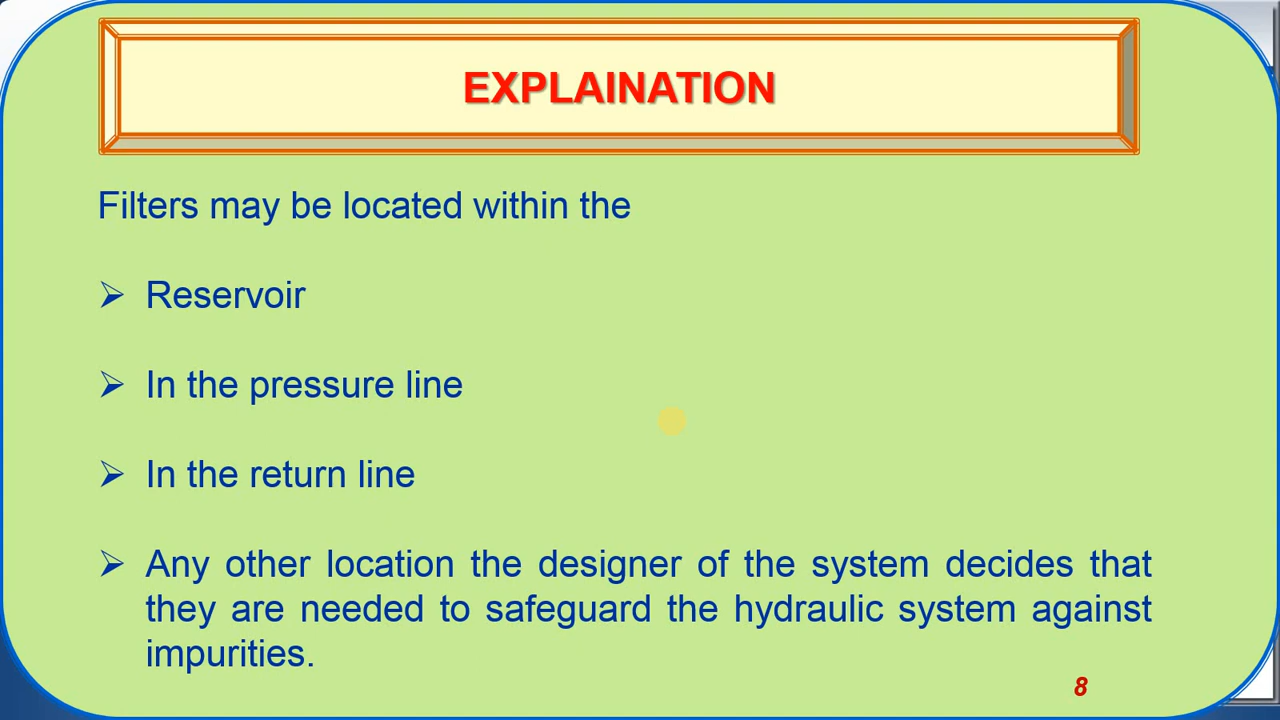 EXPLAINATION
Filters may be located within the
➢ Reservoir
➢ In the pressure line
➢ In the return line
➢ Any other location the designer of the system decides that
they are needed to safeguard the hydraulic system against
impurities.
8